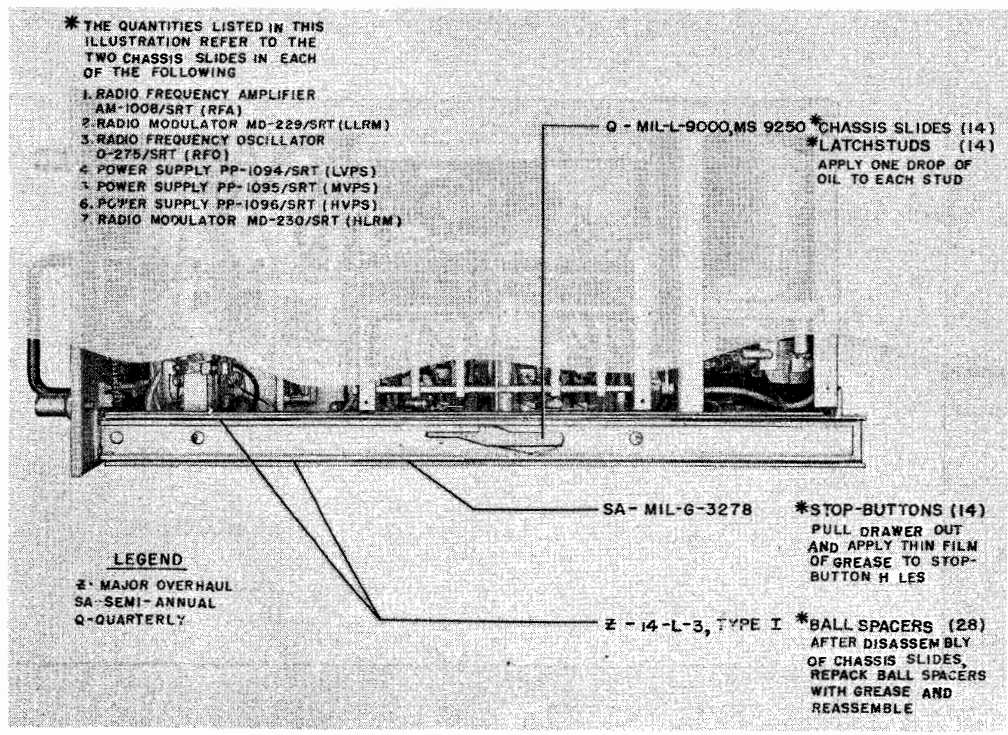 * THE QUANTITIES LISTED IN THIS
ILLUSTRATION REFER TO THE
TWO CHASSIS SLIDES IN EACH
OF THE FOLLOWING
1. RADIO FREQUENCY AMPLIFIER
AM-1008/SRT (RFA)
2. RADIO MODULATOR MD-229/SRT (LLRM)
3. RADIO FREQUENCY OSCILLATOR
O-275/SRT (RFO)
4. POWER SUPPLY PP-1094/SRT (LVPS)
POWER SUPPLY PP-1095/SRT (MVPS)
6. POWER SUPPLY PP-1096/SRT (HVPS)
7. RADIO MODULATOR MD-230/SRT (HLRM)
Q - MIL-L-9000, MS 9250 *CHASSIS SLIDES (14)
*LATCHSTUDS (14)
APPLY ONE DROP OF
OIL TO EACH STUD
SA - MIL-G-3278 *STOP-BUTTONS (14)
PULL DRAWER OUT
AND APPLY THIN FILM
OF GREASE TO STOP-
BUTTON H LES
LEGEND
Z- MAJOR OVERHAUL
SA-SEMI-ANNUAL
Q-QUARTERLY
Z - 14-L-3, TYPE I *BALL SPACERS (28)
AFTER DISASSEMBLY
OF CHASSIS SLIDES,
REPACK BALL SPACERS
WITH GREASE AND
REASSEMBLE